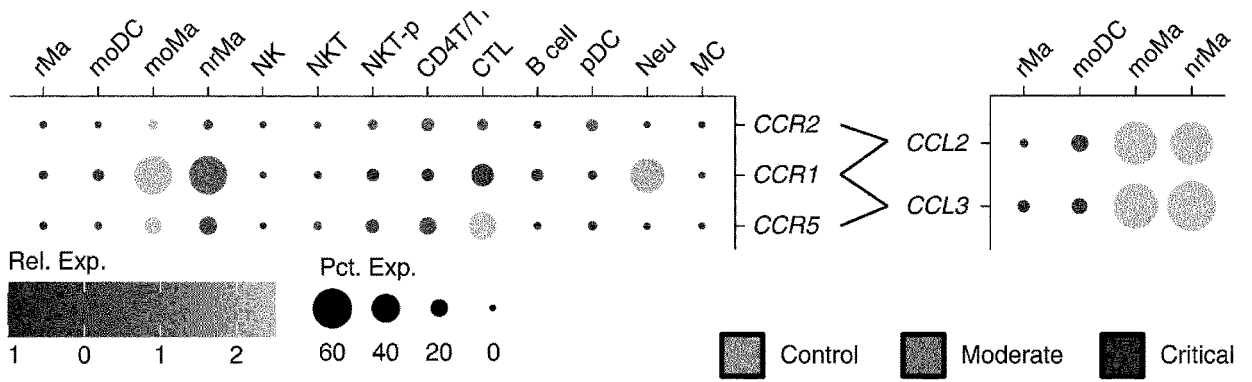 rMa moDC moMa nrMa NK NKT NKT-p CD4T/T CTL B cell pDC Neu MC
rMa moDC moMa nrMa
CCR2
CCR1
CCR5
CCL2
CCL3
Rel. Exp.
1 0 1 2
Pct. Exp.
60 40 20 0
Control Moderate Critical